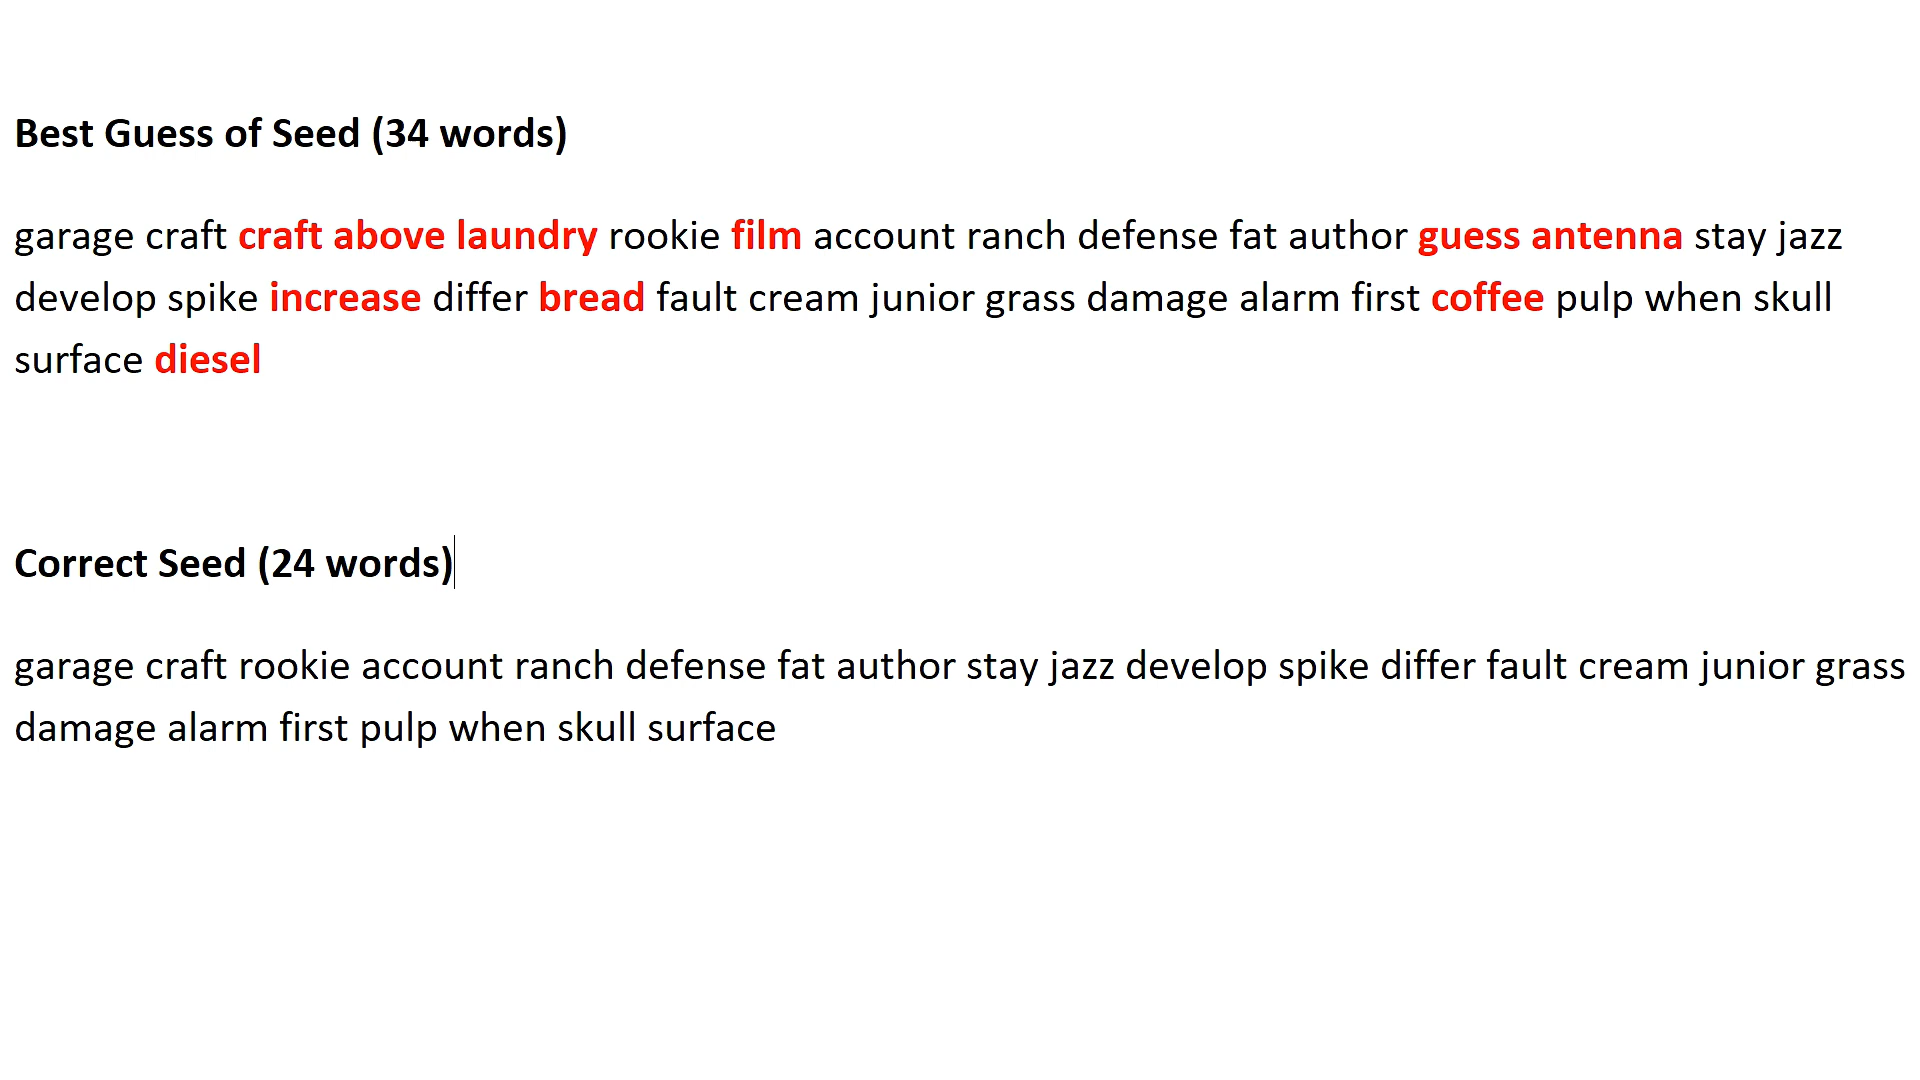 Best Guess of Seed (34 words)
garage craft craft above laundry rookie film account ranch defense fat author guess antenna stay jazz
develop spike increase differ bread fault cream junior grass damage alarm first coffee pulp when skull
surface diesel
Correct Seed (24 words)
garage craft rookie account ranch defense fat author stay jazz develop spike differ fault cream junior grass
damage alarm first pulp when skull surface